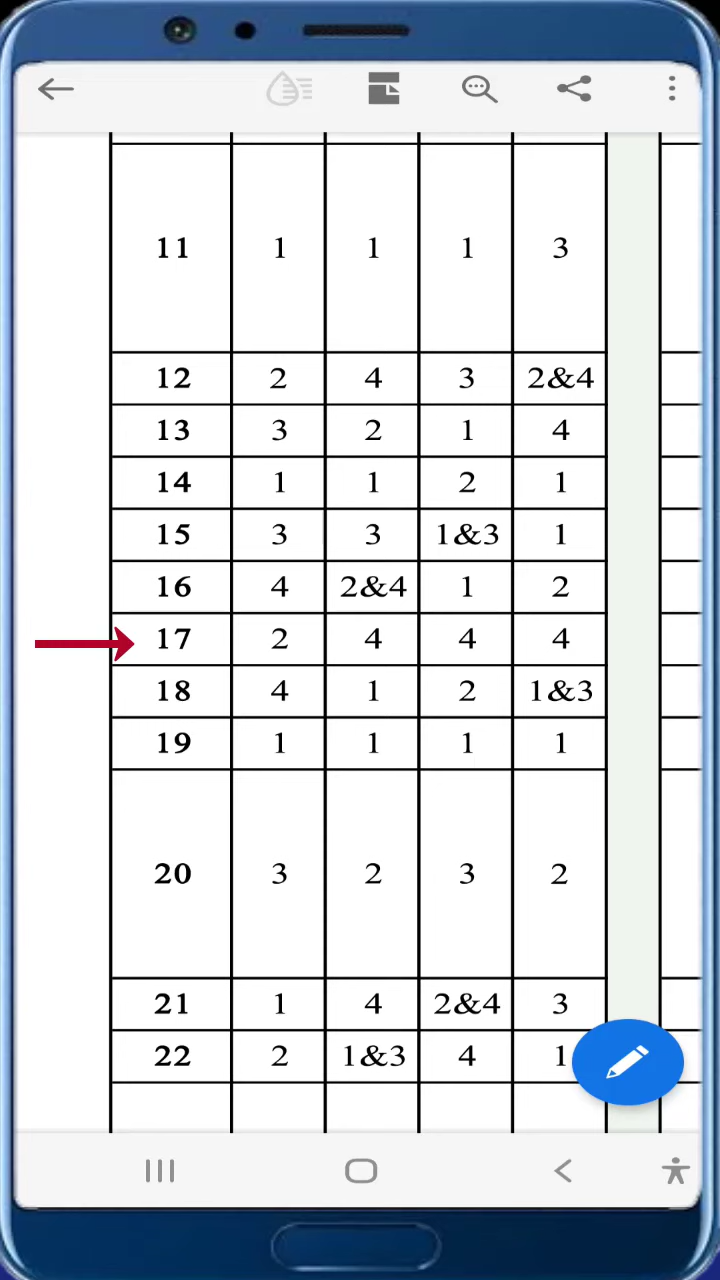 11 1 1 1 3
12 2 4 3 2&4
13 3 2 1 4
14 1 1 2 1
15 3 3 1&3 1
16 4 2&4 1 2
17 2 4 4 4
18 4 1 2 1&3
19 1 1 1 1
20 3 2 3 2
21 1 4 2&4 3
22 2 1&3 4 1